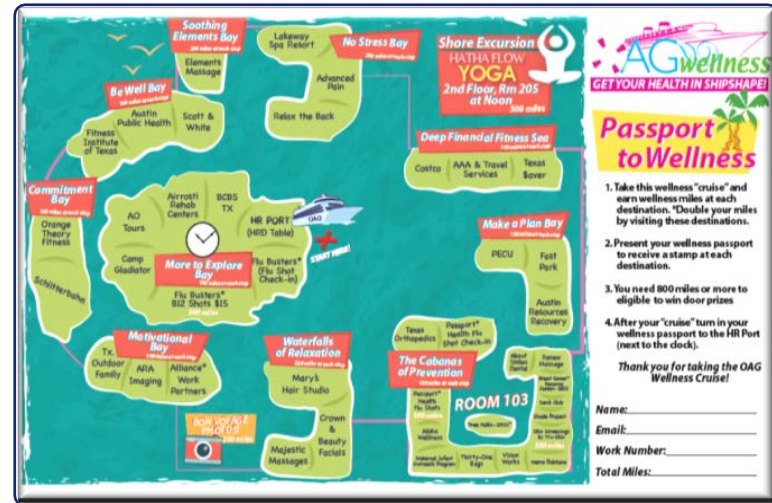 Soothing
Elements Bay
Elements
Massage
Lakeway
Spa Resort
Advanced
Pain
Relax the Back
No Stress Bay
Shore Excursion
HATHA FLOW
YOGA
2nd Floor, Rm 205
at Noon
500 miles
Be Well Bay
Fitness
Institute
of Texas
Austin
Public Health
Scott &
White
Deep Financial Fitness Sea
Costco
AAA & Travel
Services
Texas
$aver
Commitment
Bay
Orange
Theory
Fitness
Schlitterbahn
AO
Tours
Airrosti
Rehab
Centers
BCBS
TX
HR PORT
(HRD Table)
OAG
START HERE!
Camp
Gladiator
More to Explore
Bay
Flu Busters*
(Flu Shot
Check-in)
Flu Busters*
B12 Shots $15
500 miles
Make a Plan Bay
PECU
Fast
Park
Austin
Resources
Recovery
Motivational
Bay
Tx.
Outdoor
Family
ARA
Imaging
Alliance*
Work
Partners
BON VOYAGE
PHOTOS
Waterfalls
of Relaxation
Mary's
Hair Studio
Crown
&
Beauty
Facials
Majestic
Massages
Texas
Orthopedics
Passport*
Health Flu
Shot Check-in
The Cabanas
of Prevention
ROOM 103
Passport*
Health
Flu Shots
500 miles
Aloha
Wellness
Maternal/Infant
Outreach Program
Thirty-One
Bags
Vision
Works
AGwellness
GET YOUR HEALTH IN SHIPSHAPE!
Passport
to Wellness
1. Take this wellness "cruise" and
earn wellness miles at each
destination. *Double your miles
by visiting these destinations.
2. Present your wellness passport
to receive a stamp at each
destination.
3. You need 800 miles or more to
eligible to win door prizes
4. After your "cruise" turn in your
wellness passport to the HR Port
(next to the clock).
Thank you for taking the OAG
Wellness Cruise!
Name:
Email:
Work Number:
Total Miles: